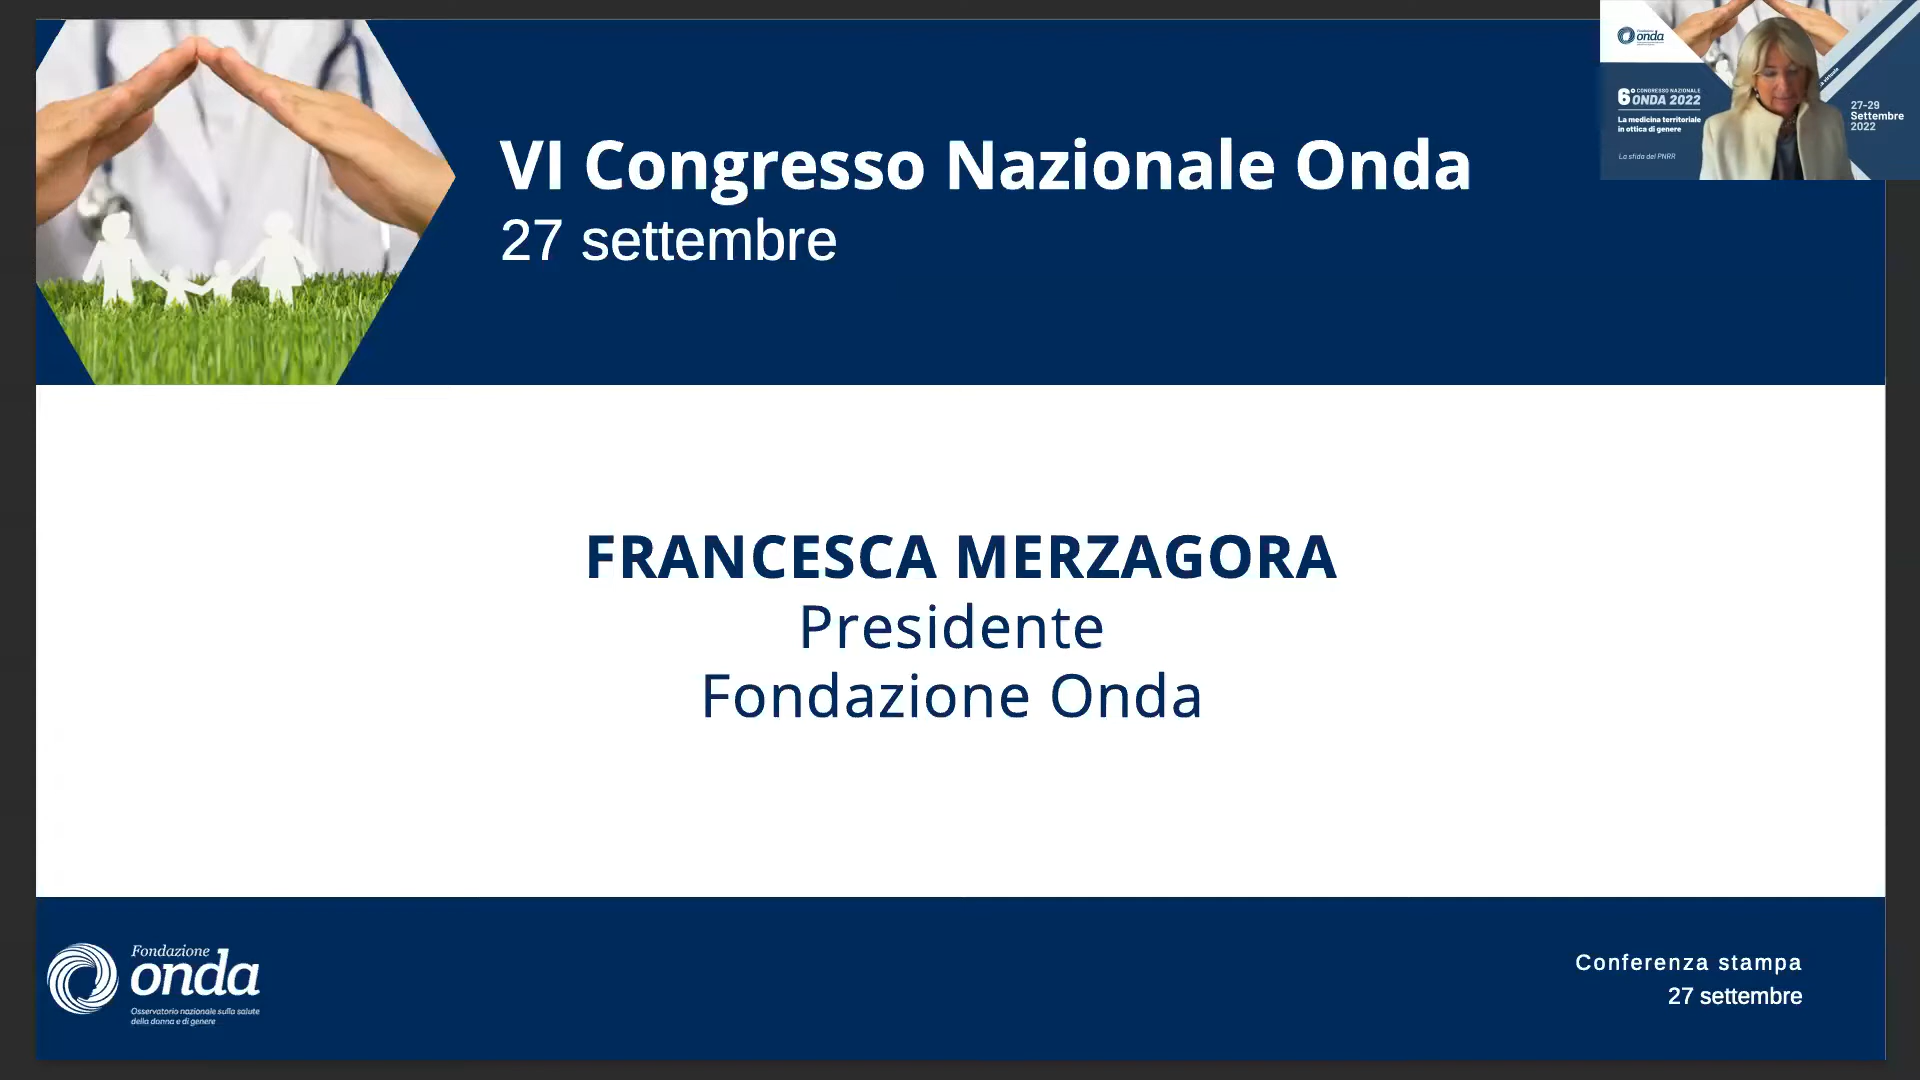 VI Congresso Nazionale Onda
27 settembre
FRANCESCA MERZAGORA
Presidente
Fondazione Onda
Fondazione
onda
Osservatorio nazionale sulla salute
della donna e di genere
Conferenza stampa
27 settembre
onda
6° CONGRESSO NAZIONALE
ONDA 2022
La medicina territoriale
in ottica di genere
La sfida del PNRR
27-29
Settembre
2022